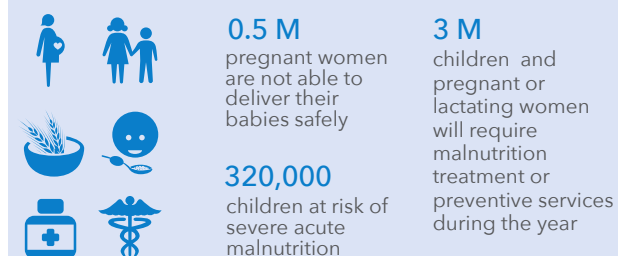 0.5 M
pregnant women
are not able to
deliver their
babies safely
320,000
children at risk of
severe acute
malnutrition
3 M
children and
pregnant or
lactating women
will require
malnutrition
treatment or
preventive services
during the year